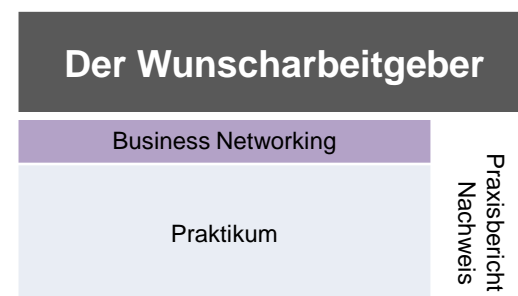 Der Wunscharbeitgeber
Business Networking
Praktikum
Praxisbericht
Nachweis